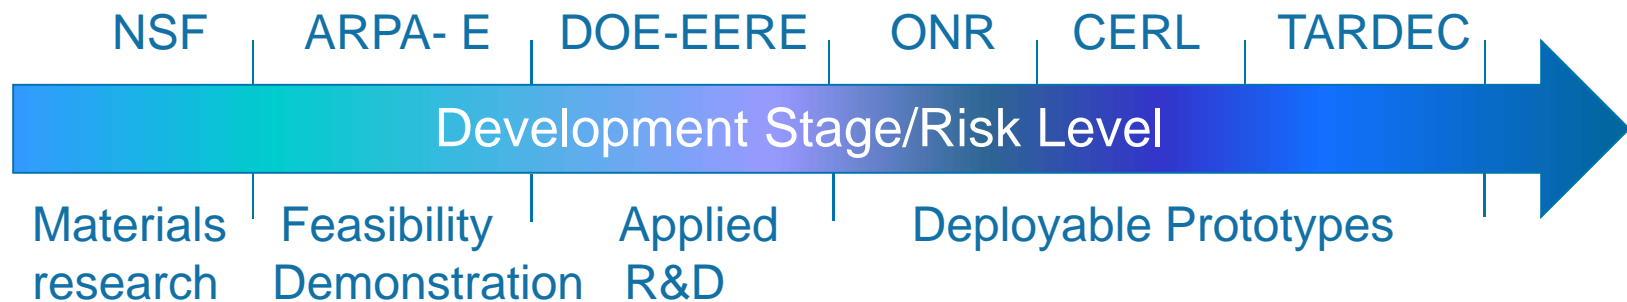 NSF ARPA- E DOE-EERE ONR CERL TARDEC
Development Stage/Risk Level
Materials Feasibility Applied Deployable Prototypes
research Demonstration R&D